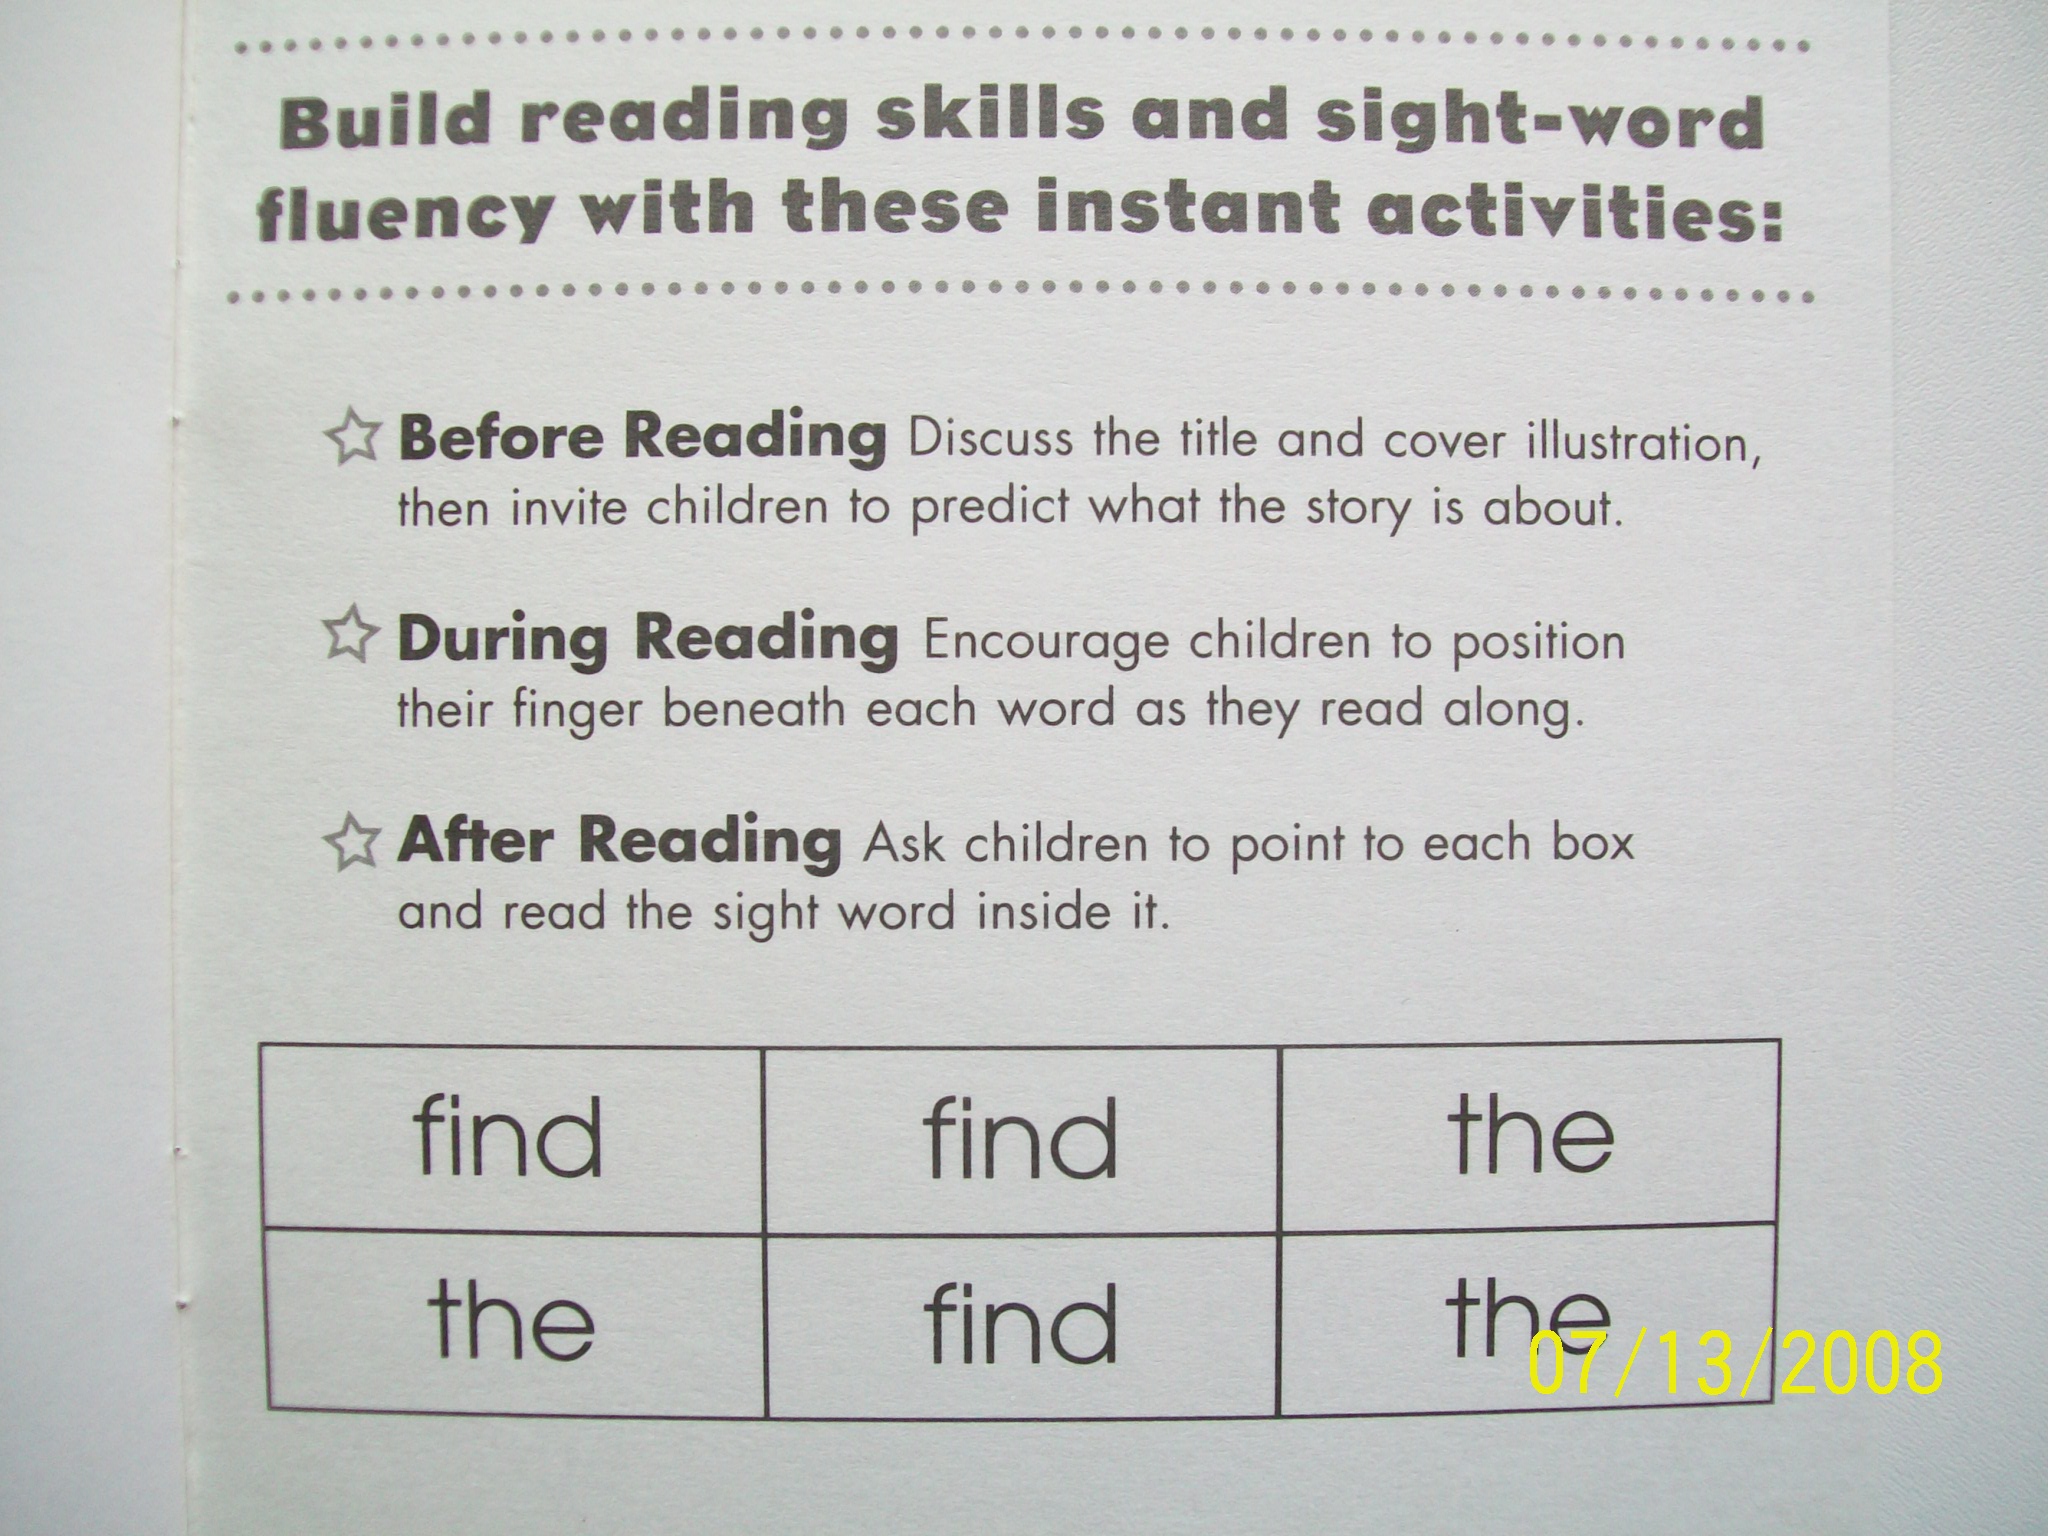 Build reading skills and sight-word
fluency with these instant activities:
Before Reading Discuss the title and cover illustration,
then invite children to predict what the story is about.
During Reading Encourage children to position
their finger beneath each word as they read along.
After Reading Ask children to point to each box
and read the sight word inside it.
find find the
the find the
07/13/2008